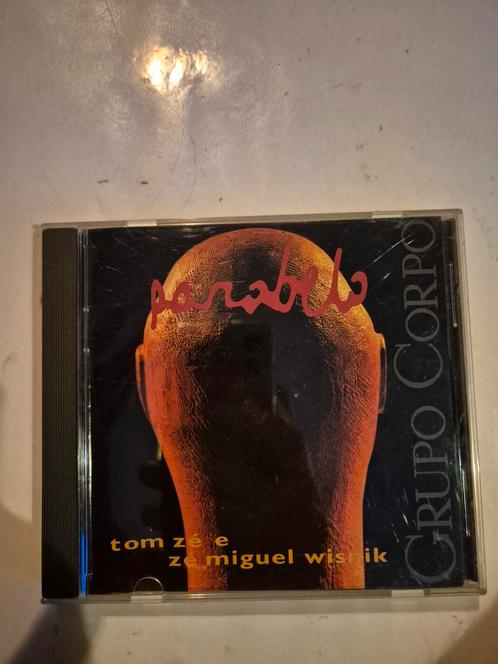 parabelo
GRUPO CORPO
tom zé e
zé miguel wisnik